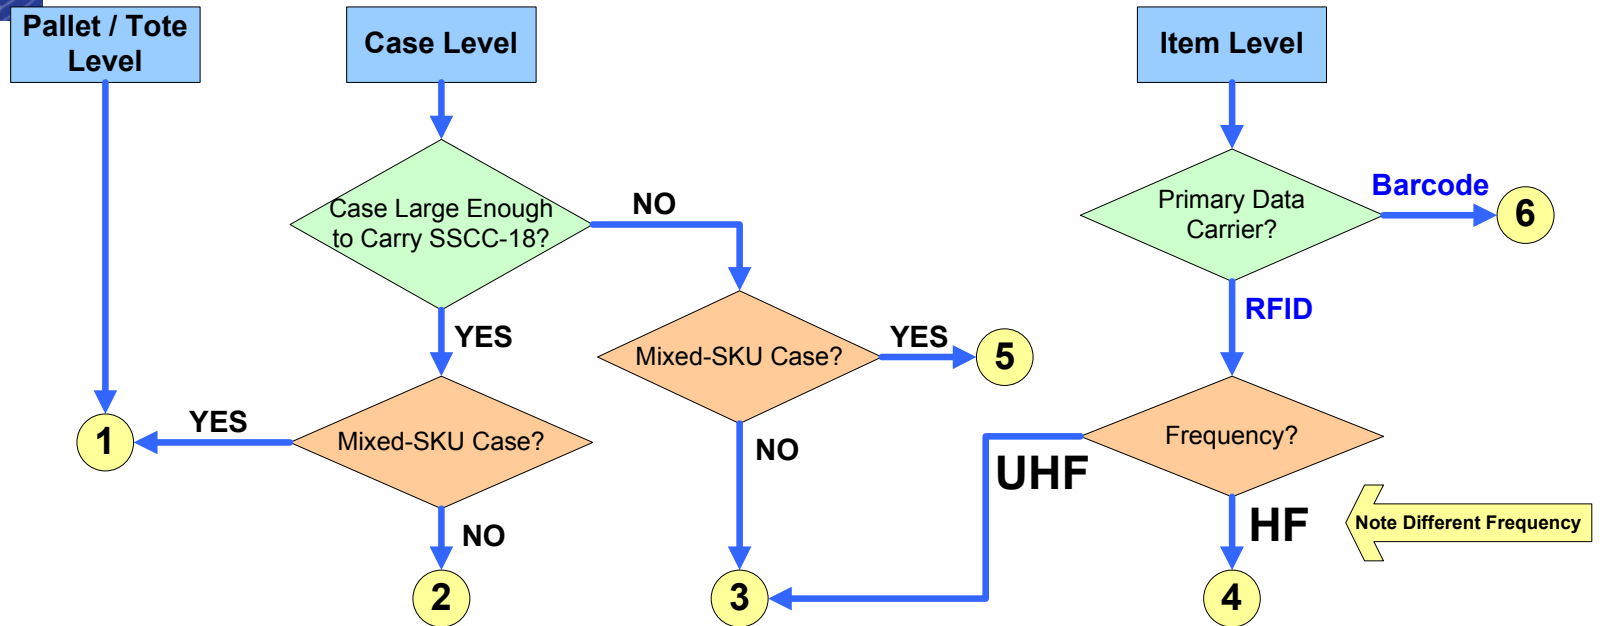 Pallet / Tote
Level
Case Level
Item Level
Case Large Enough
to Carry SSCC-18?
NO
Primary Data
Carrier?
Barcode
6
YES
RFID
Mixed-SKU Case?
YES
5
YES
1
Mixed-SKU Case?
NO
Frequency?
UHF
HF
Note Different Frequency
NO
2
3
4